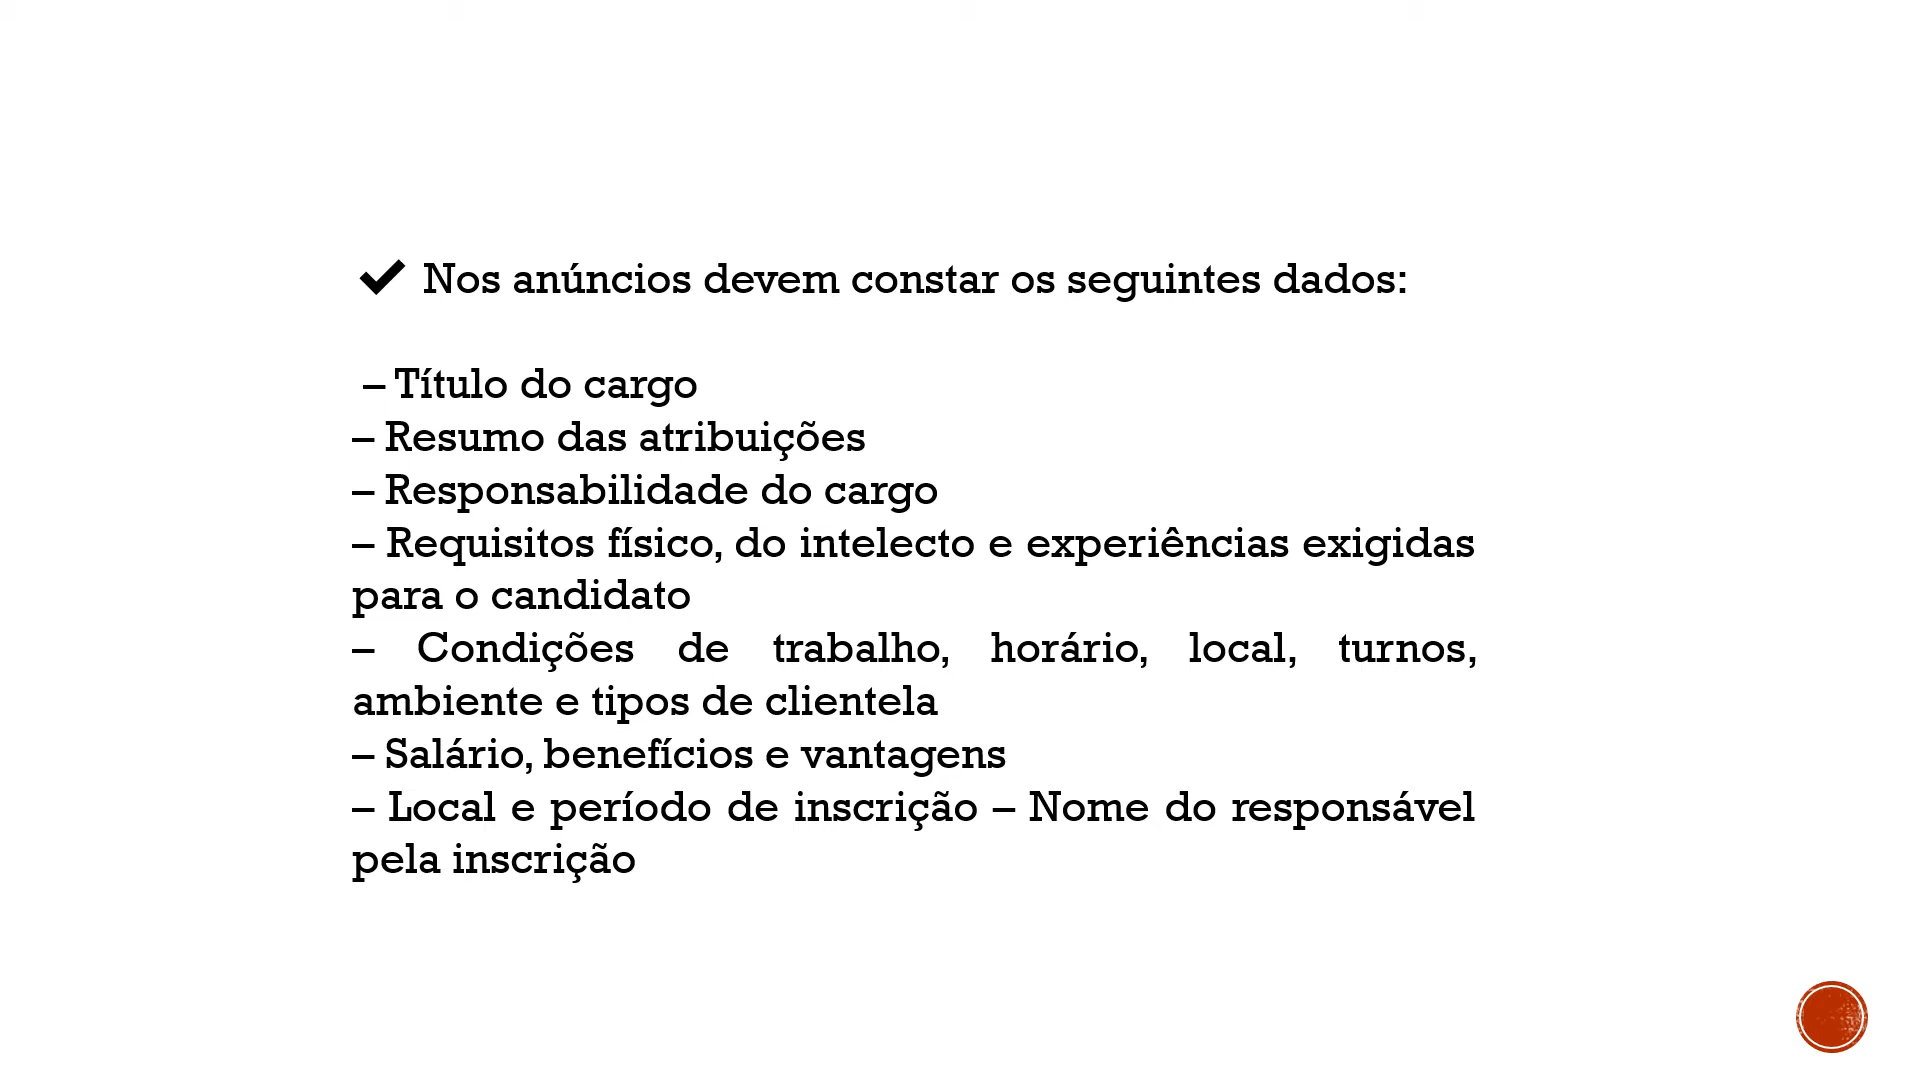 ✔ Nos anúncios devem constar os seguintes dados:
– Título do cargo
– Resumo das atribuições
– Responsabilidade do cargo
– Requisitos físico, do intelecto e experiências exigidas
para o candidato
– Condições de trabalho, horário, local, turnos,
ambiente e tipos de clientela
– Salário, benefícios e vantagens
– Local e período de inscrição – Nome do responsável
pela inscrição